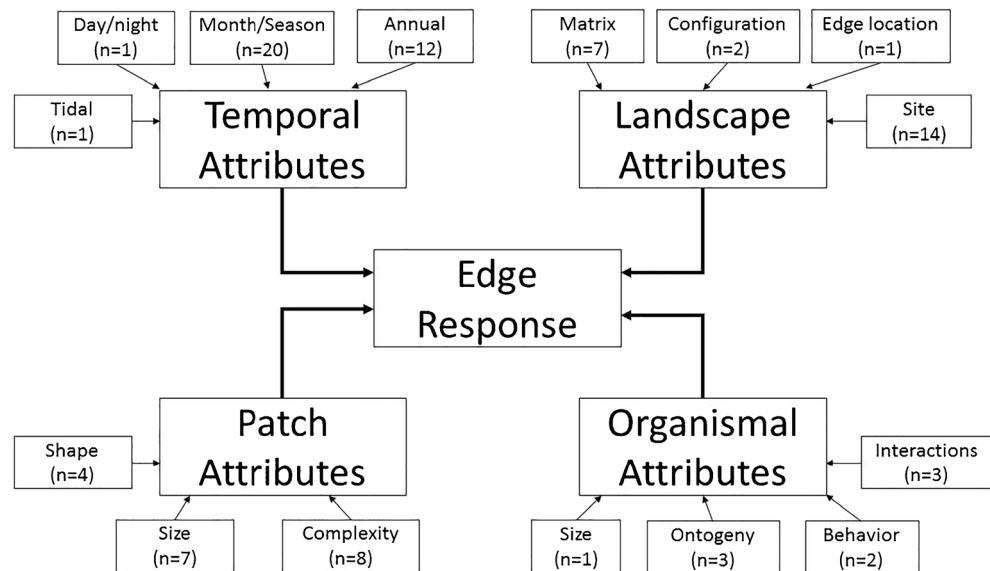 Day/night
(n=1)
Month/Season
(n=20)
Annual
(n=12)
Tidal
(n=1)
Temporal
Attributes
Matrix
(n=7)
Configuration
(n=2)
Edge location
(n=1)
Site
(n=14)
Landscape
Attributes
Edge
Response
Patch
Attributes
Shape
(n=4)
Size
(n=7)
Complexity
(n=8)
Organismal
Attributes
Interactions
(n=3)
Size
(n=1)
Ontogeny
(n=3)
Behavior
(n=2)